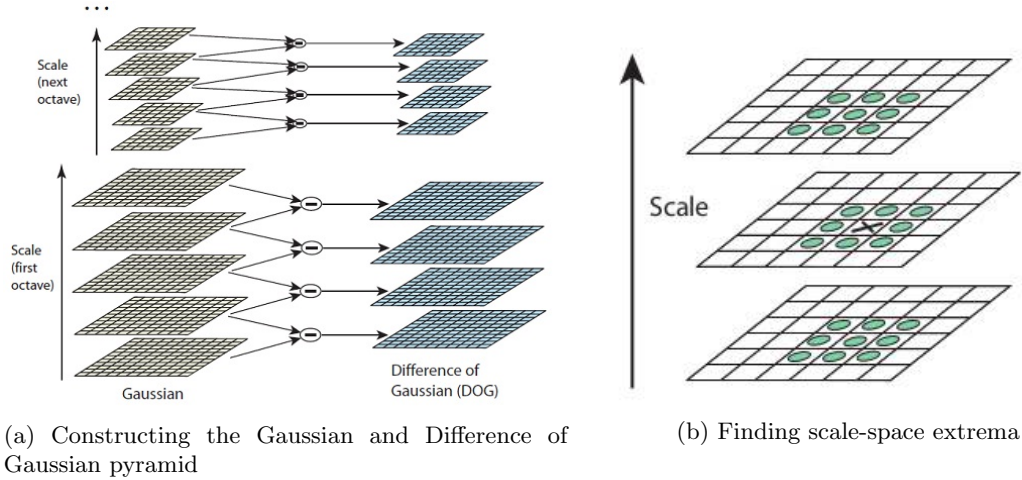 ...
Scale
(next
octave)
Scale
(first
octave)
Gaussian
Difference of
Gaussian (DOG)
(a) Constructing the Gaussian and Difference of
Gaussian pyramid
Scale
(b) Finding scale-space extrema